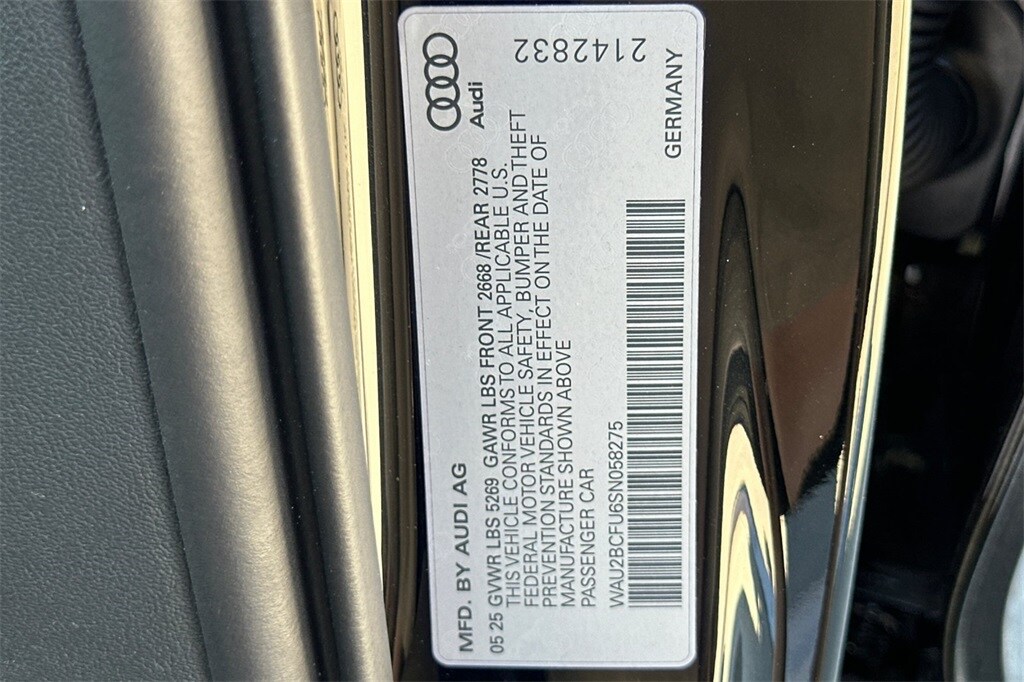 MFD. BY AUDI AG
Audi
05 25 GVWR LBS 5269 GAWR LBS FRONT 2668 /REAR 2778
THIS VEHICLE CONFORMS TO ALL APPLICABLE U.S.
FEDERAL MOTOR VEHICLE SAFETY, BUMPER AND THEFT
PREVENTION STANDARDS IN EFFECT ON THE DATE OF
MANUFACTURE SHOWN ABOVE
PASSENGER CAR
2142832
WAU2BCFU6SN058275
GERMANY